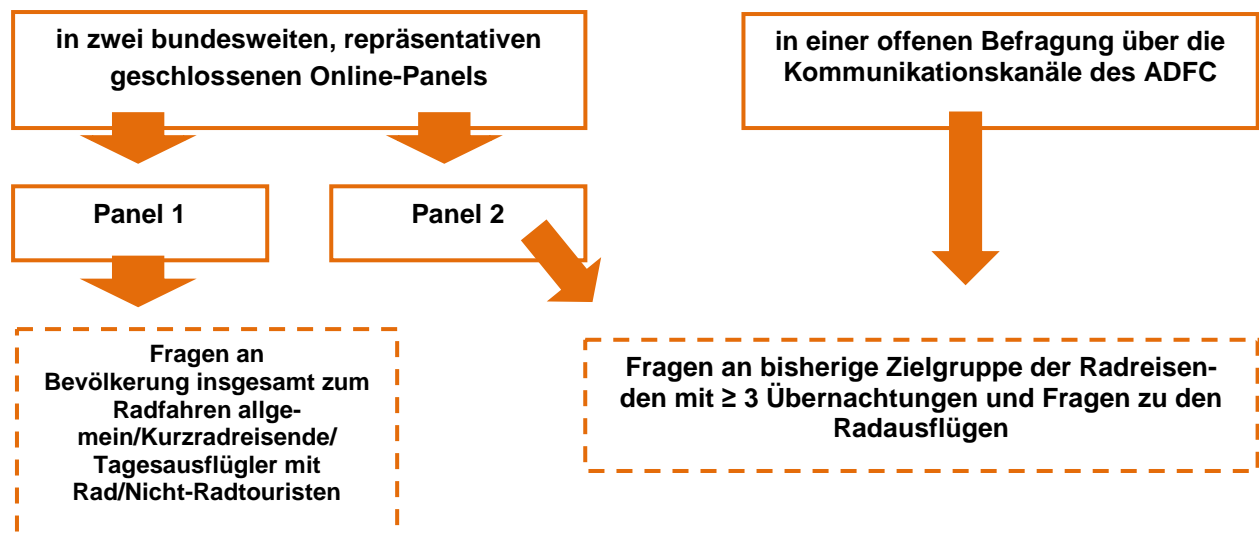 in zwei bundesweiten, repräsentativen
geschlossenen Online-Panels
in einer offenen Befragung über die
Kommunikationskanäle des ADFC
Panel 1
Panel 2
Fragen an
Bevölkerung insgesamt zum
Radfahren allge-
mein/Kurzradreisende/
Tagesausflügler mit
Rad/Nicht-Radtouristen
Fragen an bisherige Zielgruppe der Radreisen-
den mit ≥ 3 Übernachtungen und Fragen zu den
Radausflügen